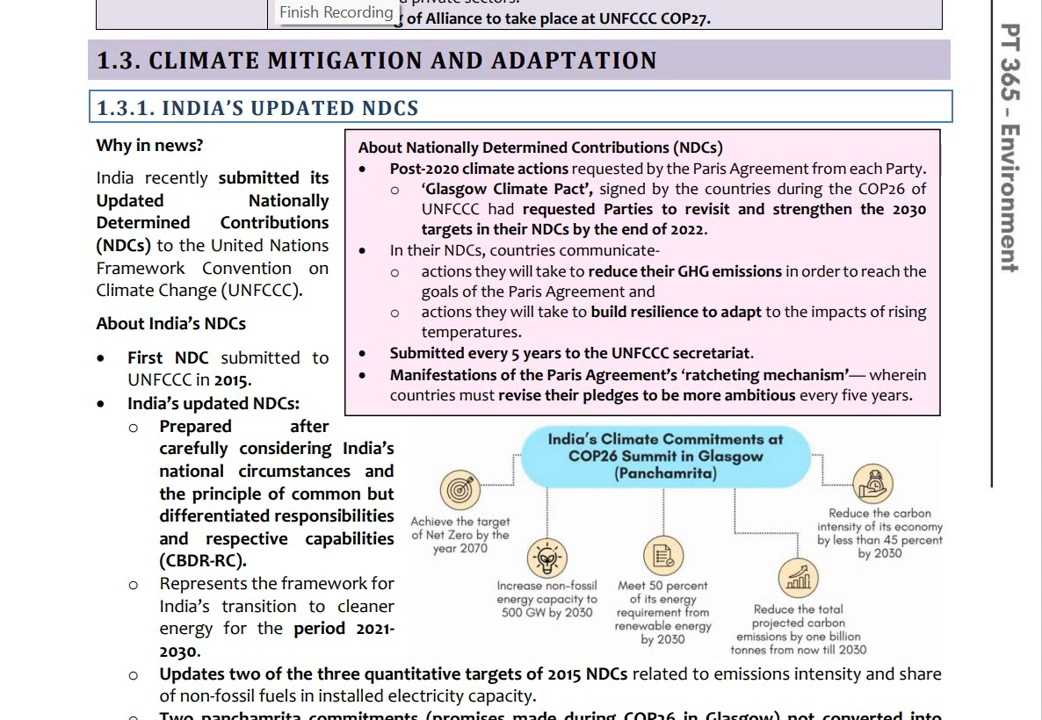 d private sectors.
Finish Recording
g of Alliance to take place at UNFCCC COP27.
1.3. CLIMATE MITIGATION AND ADAPTATION
1.3.1. INDIA'S UPDATED NDCS
Why in news?
India recently submitted its
Updated Nationally
Determined Contributions
(NDCs) to the United Nations
Framework Convention on
Climate Change (UNFCCC).
About India's NDCs
• First NDC submitted to
UNFCCC in 2015.
• India's updated NDCs:
o Prepared after
carefully considering India's
national circumstances and
the principle of common but
differentiated responsibilities
and respective capabilities
(CBDR-RC).
o Represents the framework for
India's transition to cleaner
energy for the period 2021-
2030.
About Nationally Determined Contributions (NDCs)
• Post-2020 climate actions requested by the Paris Agreement from each Party.
o 'Glasgow Climate Pact', signed by the countries during the COP26 of
UNFCCC had requested Parties to revisit and strengthen the 2030
targets in their NDCs by the end of 2022.
• In their NDCs, countries communicate-
o actions they will take to reduce their GHG emissions in order to reach the
goals of the Paris Agreement and
o actions they will take to build resilience to adapt to the impacts of rising
temperatures.
• Submitted every 5 years to the UNFCCC secretariat.
• Manifestations of the Paris Agreement's 'ratcheting mechanism'— wherein
countries must revise their pledges to be more ambitious every five years.
India's Climate Commitments at
COP26 Summit in Glasgow
(Panchamrita)
Achieve the target
of Net Zero by the
year 2070
Increase non-fossil
energy capacity to
500 GW by 2030
Meet 50 percent
of its energy
requirement from
renewable energy
by 2030
Reduce the total
projected carbon
emissions by one billion
tonnes from now till 2030
Reduce the carbon
intensity of its economy
by less than 45 percent
by 2030
o Updates two of the three quantitative targets of 2015 NDCs related to emissions intensity and share
of non-fossil fuels in installed electricity capacity.
o Two panchamrita commitments (promises made during COP26 in Glasgow) not converted into
PT 365 - Environment